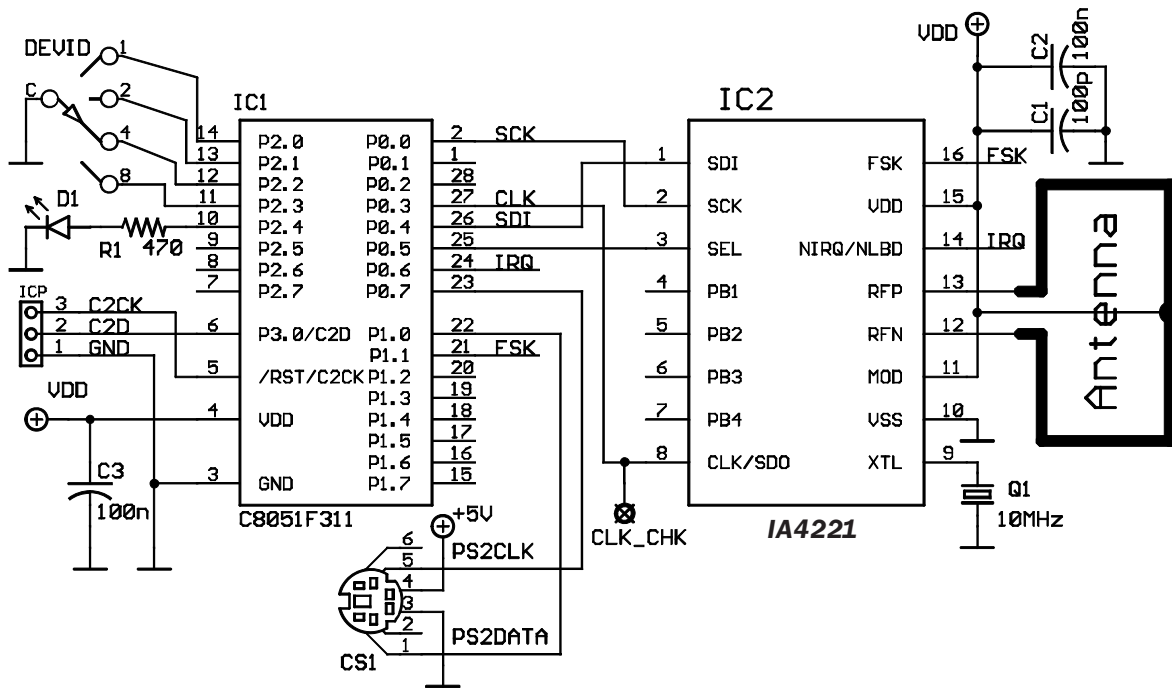 DEVID
1
2
C
4
8
D1
R1
470
ICP
3 C2CK
2 C2D
1 GND
VDD
C3
100n
IC1
14 P2.0
13 P2.1
12 P2.2
11 P2.3
10 P2.4
9 P2.5
8 P2.6
7 P2.7
6 P3.0/C2D
5 /RST/C2CK
4 VDD
3 GND
P0.0 2 SCK
P0.1 1
P0.2 28
P0.3 27 CLK
P0.4 26 SDI
P0.5 25
P0.6 24 IRQ
P0.7 23
P1.0 22
P1.1 21 FSK
P1.2 20
P1.3 19
P1.4 18
P1.5 17
P1.6 16
P1.7 15
C8051F311
+5V
6 PS2CLK
5
4
3
2 PS2DATA
1
CS1
CLK_CHK
IC2
1 SDI
2 SCK
3 SEL
4 PB1
5 PB2
6 PB3
7 PB4
8 CLK/SDO
FSK 16 FSK
VDD 15
NIRQ/NLBD 14 IRQ
RFP 13
RFN 12
MOD 11
VSS 10
XTL 9
IA4221
VDD
C2
100n
C1
100p
Antenna
Q1
10MHz